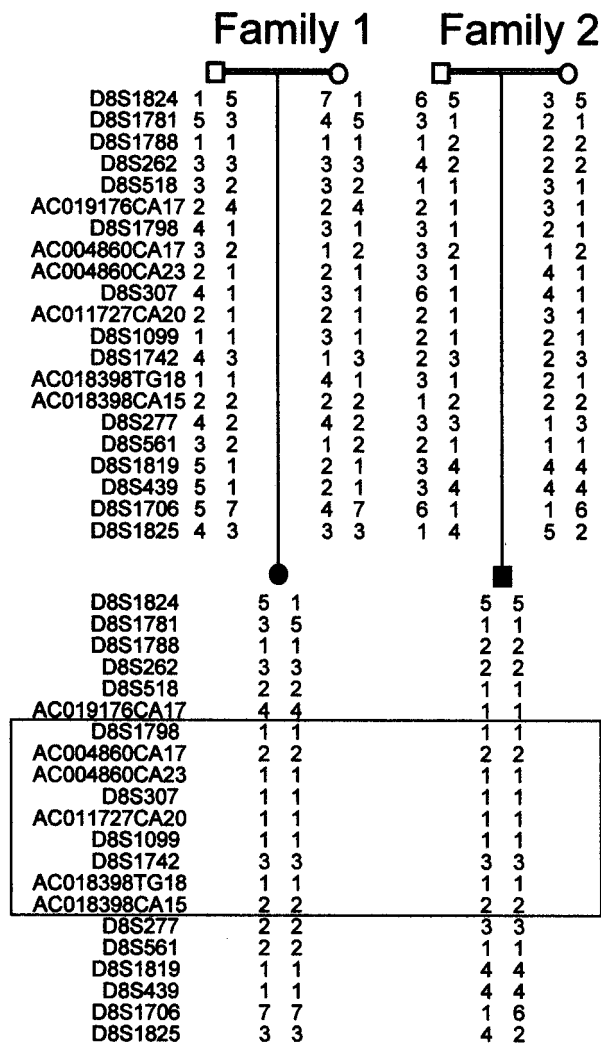 Family 1 Family 2
D8S1824 1 5 7 1 6 5 3 5
D8S1781 5 3 4 5 3 1 2 1
D8S1788 1 1 1 1 1 2 2 2
D8S262 3 3 3 3 4 2 2 2
D8S518 3 2 3 2 1 1 3 1
AC019176CA17 2 4 2 4 2 1 3 1
D8S1798 4 1 3 1 3 1 2 1
AC004860CA17 3 2 1 2 3 2 1 2
AC004860CA23 2 1 2 1 3 1 4 1
D8S307 4 1 3 1 6 1 4 1
AC011727CA20 2 1 2 1 2 1 3 1
D8S1099 1 1 3 1 2 1 2 1
D8S1742 4 3 1 3 2 3 2 3
AC018398TG18 1 1 4 1 3 1 2 1
AC018398CA15 2 2 2 2 1 2 2 2
D8S277 4 2 4 2 3 3 1 3
D8S561 3 2 1 2 2 1 1 1
D8S1819 5 1 2 1 3 4 4 4
D8S439 5 1 2 1 3 4 4 4
D8S1706 5 7 4 7 6 1 1 6
D8S1825 4 3 3 3 1 4 5 2
D8S1824 5 1 5 5
D8S1781 3 5 1 1
D8S1788 1 1 2 2
D8S262 3 3 2 2
D8S518 2 2 1 1
AC019176CA17 4 4 1 1
D8S1798 1 1 1 1
AC004860CA17 2 2 2 2
AC004860CA23 1 1 1 1
D8S307 1 1 1 1
AC011727CA20 1 1 1 1
D8S1099 1 1 1 1
D8S1742 3 3 3 3
AC018398TG18 1 1 1 1
AC018398CA15 2 2 2 2
D8S277 2 2 3 3
D8S561 2 2 1 1
D8S1819 1 1 4 4
D8S439 1 1 4 4
D8S1706 7 7 1 6
D8S1825 3 3 4 2